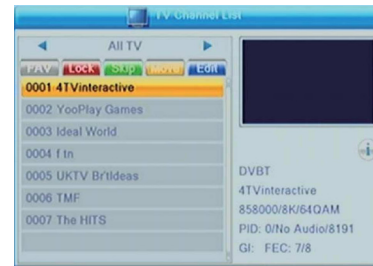 TV Channel List
All TV
FAV Lock Skip Move Edit
0001 4TVinteractive
0002 YooPlay Games
0003 Ideal World
0004 f tn
0005 UKTV Br'tIdeas
0006 TMF
0007 The HITS
DVBT
4TVinteractive
858000/8K/64QAM
PID: 0/No Audio/8191
GI: FEC: 7/8